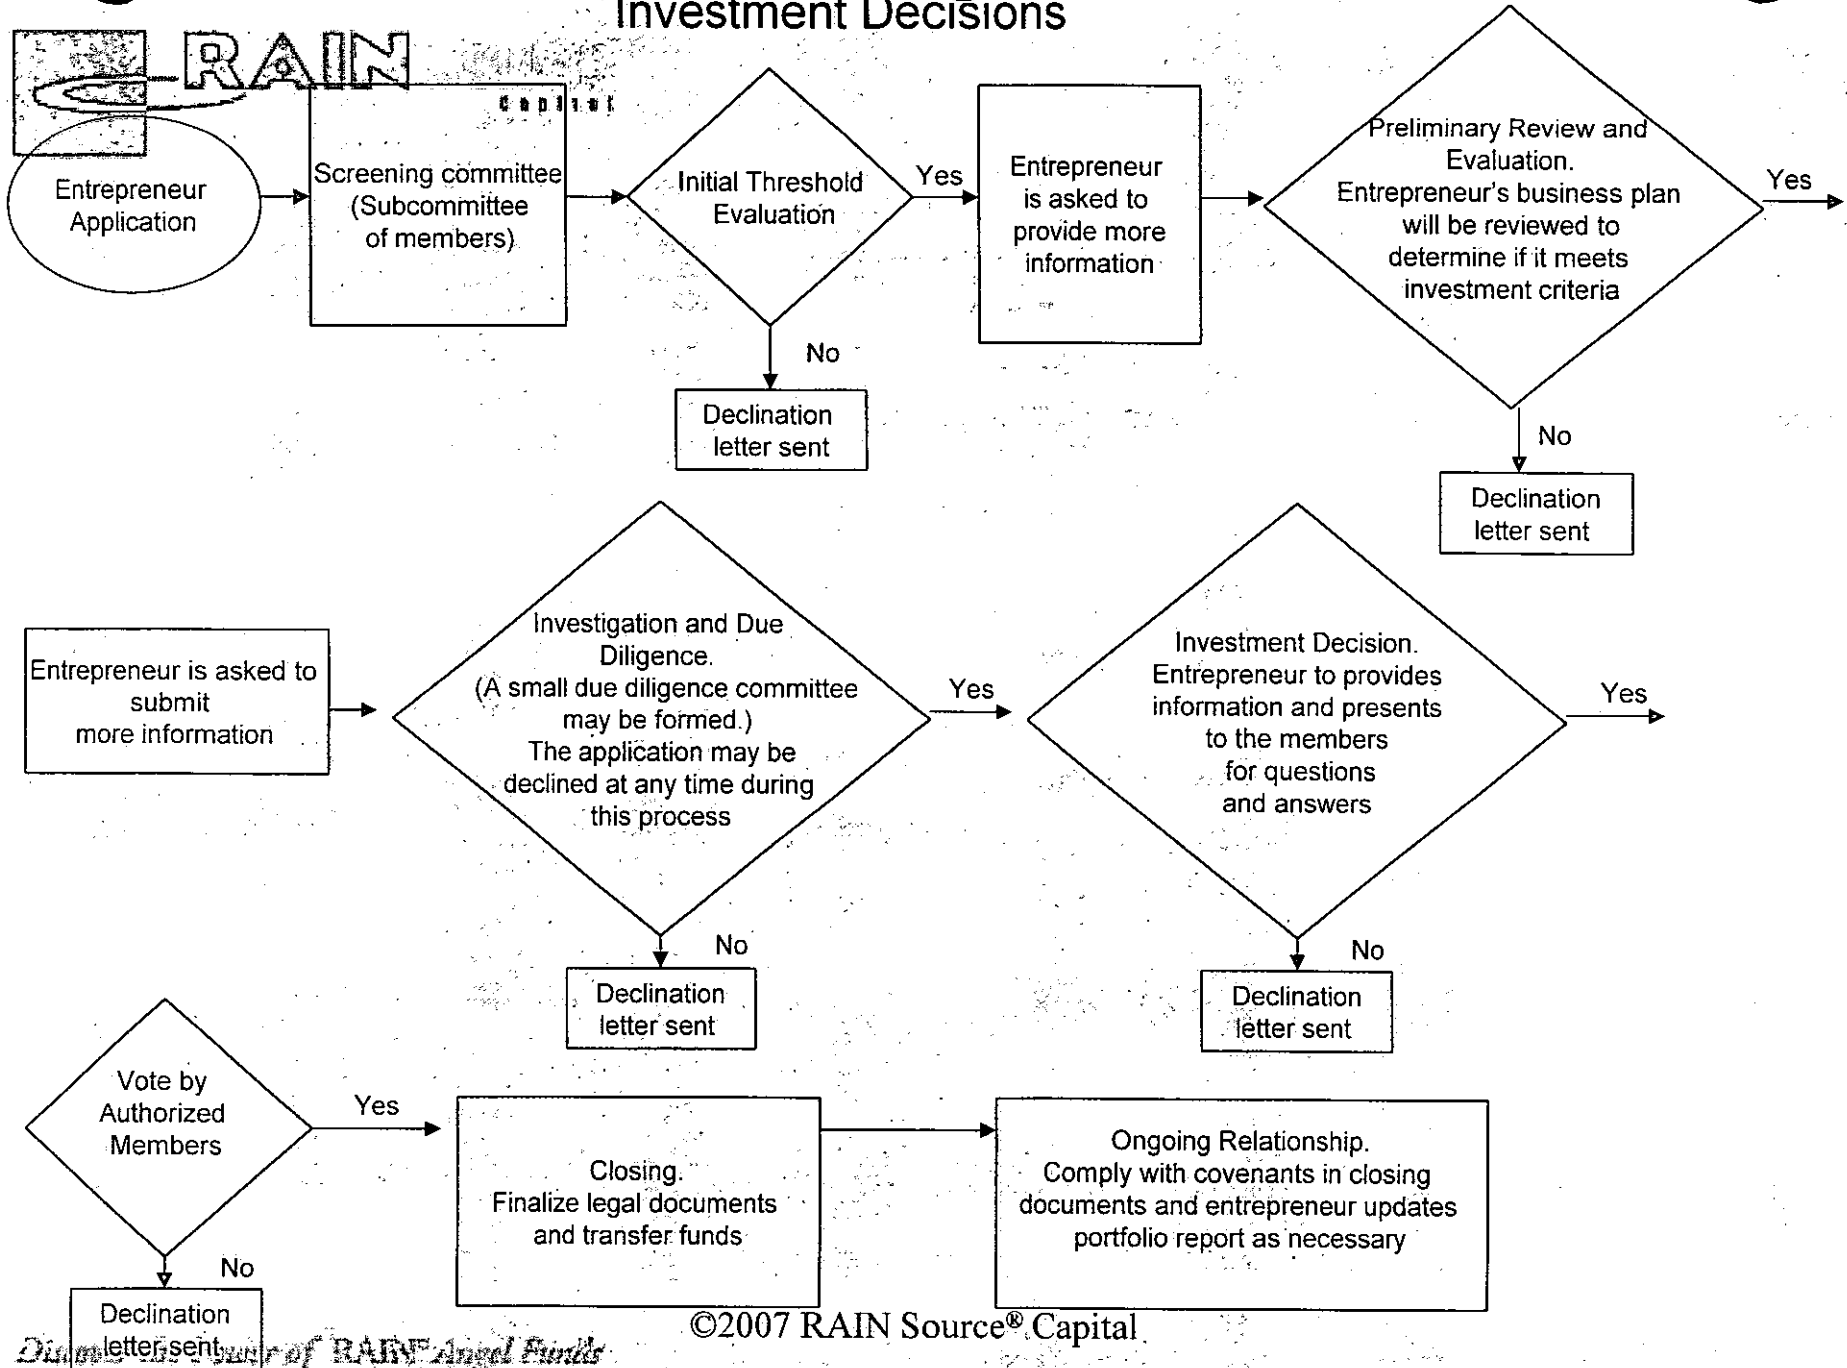 Investment Decisions
RAIN
Capital
Entrepreneur
Application
Screening committee
(Subcommittee
of members)
Initial Threshold
Evaluation
Yes
No
Declination
letter sent
Entrepreneur
is asked to
provide more
information
Preliminary Review and
Evaluation.
Entrepreneur's business plan
will be reviewed to
determine if it meets
investment criteria
Yes
No
Declination
letter sent
Entrepreneur is asked to
submit
more information
Investigation and Due
Diligence.
(A small due diligence committee
may be formed.)
The application may be
declined at any time during
this process
Yes
No
Declination
letter sent
Investment Decision.
Entrepreneur to provides
information and presents
to the members
for questions
and answers
Yes
No
Declination
letter sent
Vote by
Authorized
Members
Yes
No
Declination
letter sent
Closing.
Finalize legal documents
and transfer funds
Ongoing Relationship.
Comply with covenants in closing
documents and entrepreneur updates
portfolio report as necessary
©2007 RAIN Source® Capital
of RAIN Angel Funds